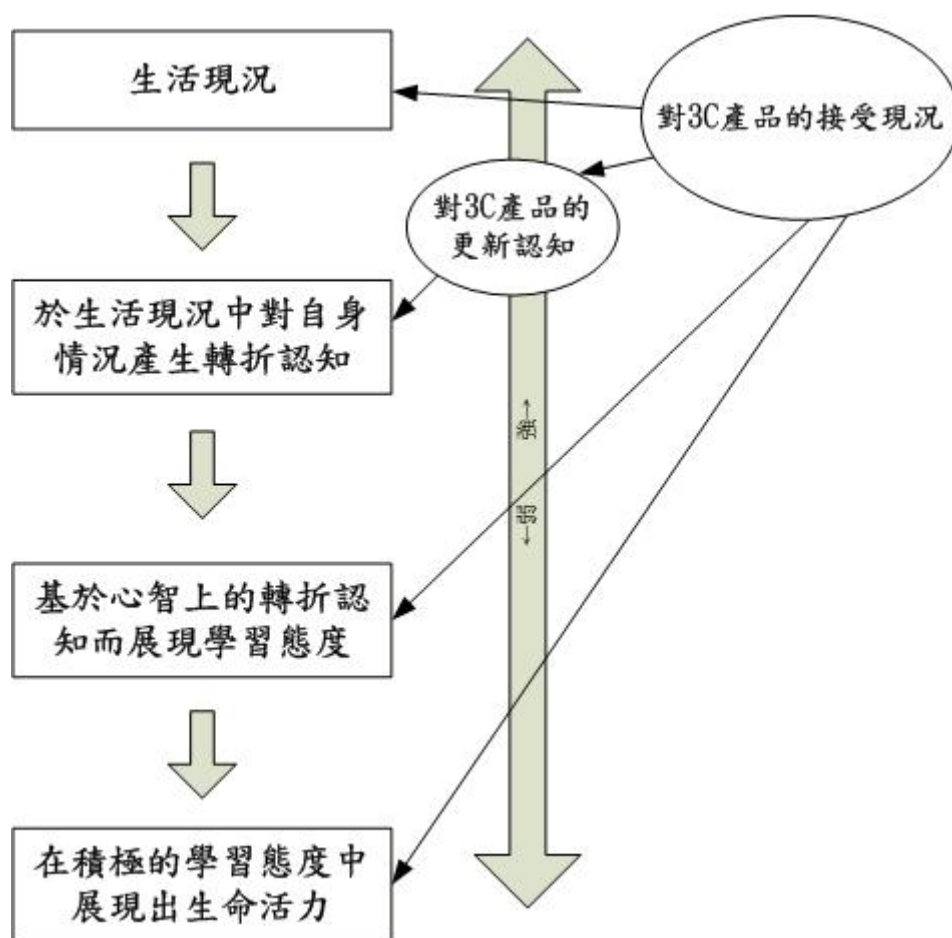 生活現況
對3C產品的接受現況
對3C產品的
更新認知
於生活現況中對自身
情況產生轉折認知
強→
←弱
基於心智上的轉折認
知而展現學習態度
在積極的學習態度中
展現出生命活力